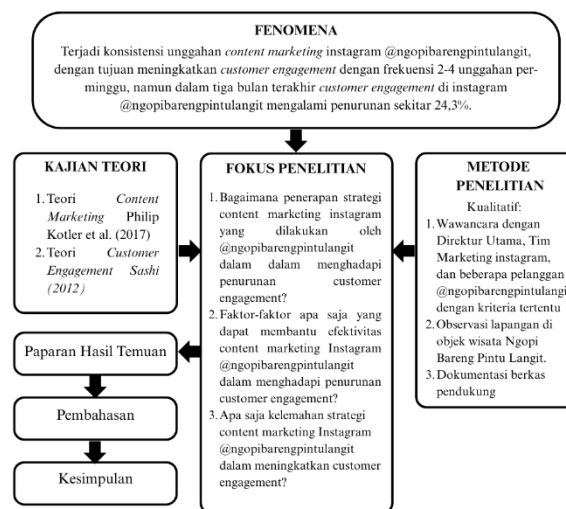 FENOMENA
Terjadi konsistensi unggahan content marketing instagram @ngopibarengpintulangit,
dengan tujuan meningkatkan customer engagement dengan frekuensi 2-4 unggahan per-
minggu, namun dalam tiga bulan terakhir customer engagement di instagram
@ngopibarengpintulangit mengalami penurunan sekitar 24,3%.
KAJIAN TEORI
1. Teori Content
Marketing Philip
Kotler et al. (2017)
2. Teori Customer
Engagement Sashi
(2012)
FOKUS PENELITIAN
1. Bagaimana penerapan strategi
content marketing instagram
yang dilakukan oleh
@ngopibarengpintulangit
dalam dalam menghadapi
penurunan customer
engagement?
2. Faktor-faktor apa saja yang
dapat membantu efektivitas
content marketing Instagram
@ngopibarengpintulangit
dalam menghadapi penurunan
customer engagement?
3. Apa saja kelemahan strategi
content marketing Instagram
@ngopibarengpintulangit
dalam meningkatkan customer
engagement?
METODE
PENELITIAN
Kualitatif:
1. Wawancara dengan
Direktur Utama, Tim
Marketing instagram,
dan beberapa pelanggan
@ngopibarengpintulangit
dengan kriteria tertentu
2. Observasi lapangan di
objek wisata Ngopi
Bareng Pintu Langit.
3. Dokumentasi berkas
pendukung
Paparan Hasil Temuan
Pembahasan
Kesimpulan